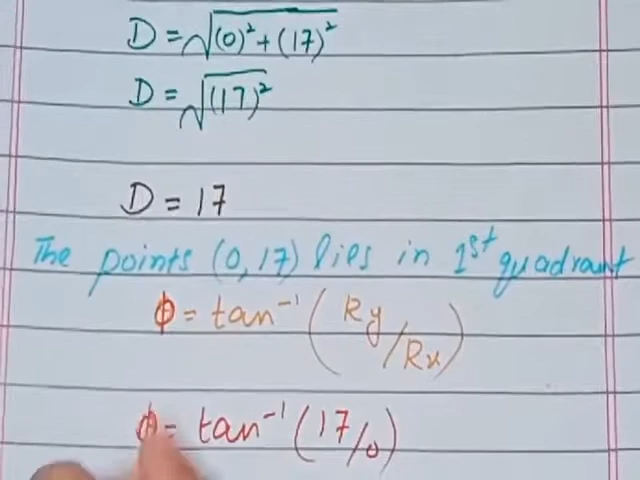 D = √(0)² + (17)²
D = √(17)²
D = 17
The points (0, 17) lies in 1st quadrant
ϕ = tan⁻¹ (Ry/Rx)
ϕ = tan⁻¹ (17/0)